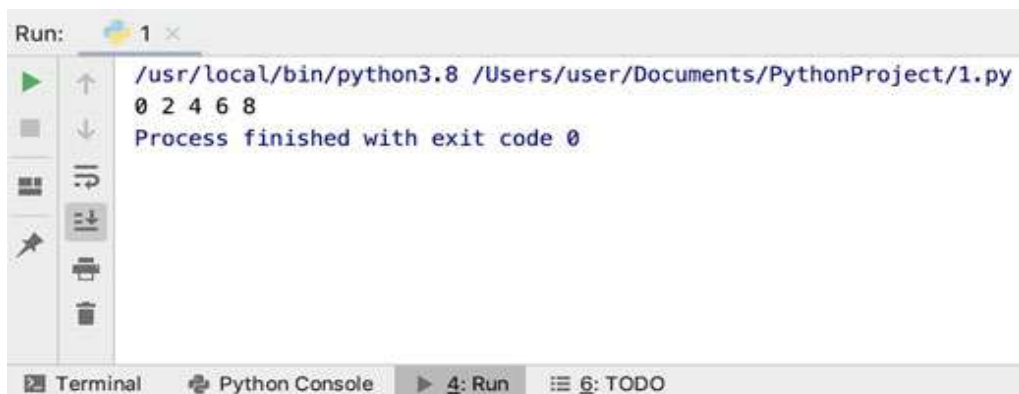 Run: 1
/usr/local/bin/python3.8 /Users/user/Documents/PythonProject/1.py
0 2 4 6 8
Process finished with exit code 0
Terminal Python Console 4: Run 6: TODO